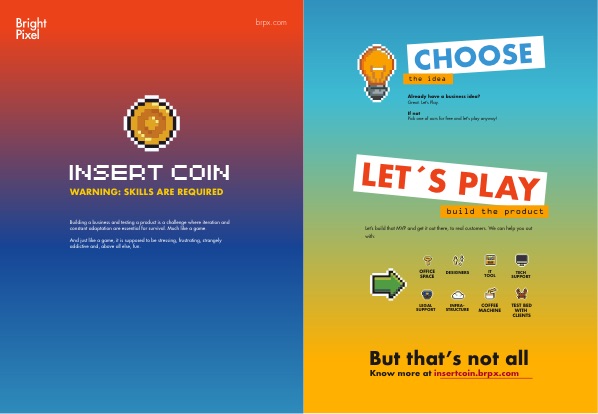 Bright
Pixel
brpx.com
INSERT COIN
WARNING: SKILLS ARE REQUIRED
Building a business and testing a product is a challenge where iteration and
constant adaptation are essential for survival. Much like a game.
And just like a game, it is supposed to be stressing, frustrating, strangely
addictive and, above all else, fun.
CHOOSE
the idea
Already have a business idea?
Great. Let's Play.
If not
Pick one of ours for free and let's play anyway!
LET´S PLAY
build the product
Let's build that MVP and get it out there, to real customers. We can help you out
with:
OFFICE
SPACE
DESIGNERS
IT
TOOL
TECH
SUPPORT
LEGAL
SUPPORT
INFRA-
STRUCTURE
COFFEE
MACHINE
TEST BED
WITH
CLIENTS
But that's not all
Know more at insertcoin.brpx.com